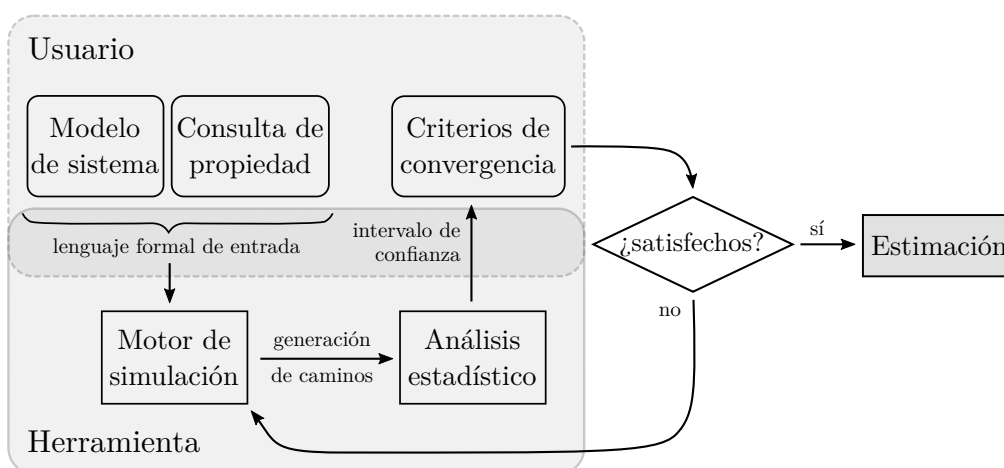 Usuario
Modelo
de sistema
Consulta de
propiedad
Criterios de
convergencia
lenguaje formal de entrada
intervalo de
confianza
¿satisfechos?
sí
Estimación
no
Motor de
simulación
generación
de caminos
Análisis
estadístico
Herramienta